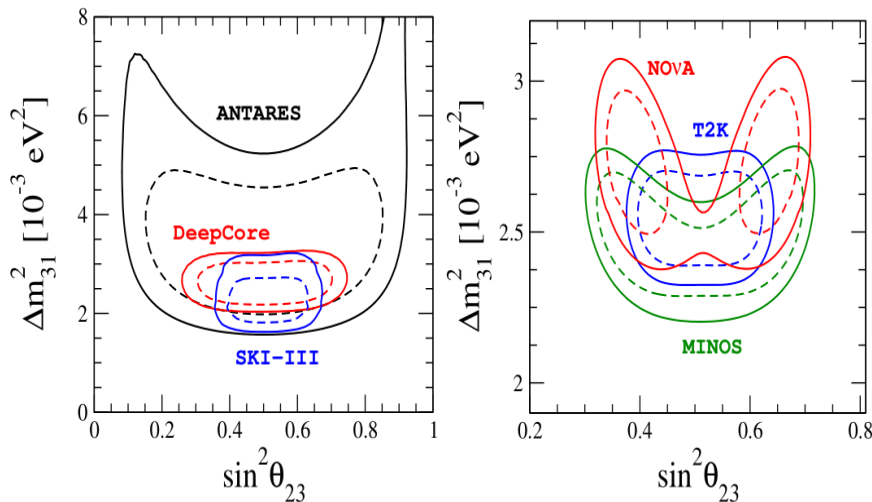 8
6
4
2
0
Δm²₃₁ [10⁻³ eV²]
ANTARES
DeepCore
SKI-III
0
0.2
0.4
0.6
0.8
1
sin²θ₂₃
3
2.5
2
Δm²₃₁ [10⁻³ eV²]
NOνA
T2K
MINOS
0.2
0.4
0.6
0.8
sin²θ₂₃